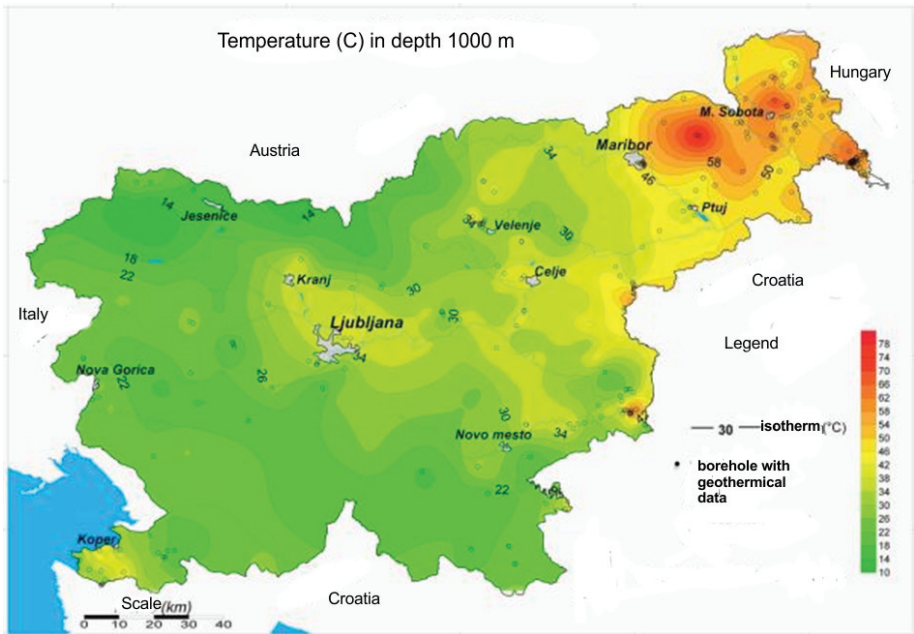 Temperature (C) in depth 1000 m
Hungary
M. Sobota
Austria
Maribor
34
58
50
46
14
Jesenice
14
34
Velenje
30
Ptuj
18
22
Kranj
30
Celje
Croatia
Italy
30
Ljubljana
34
Legend
Nova Gorica
22
26
78
74
70
66
62
58
54
50
46
42
38
34
30
26
22
18
14
10
30
Novo mesto
34
30 isotherm (°C)
22
borehole with
geothermical
data
Koper
Scale (km)
0 10 20 30 40
Croatia